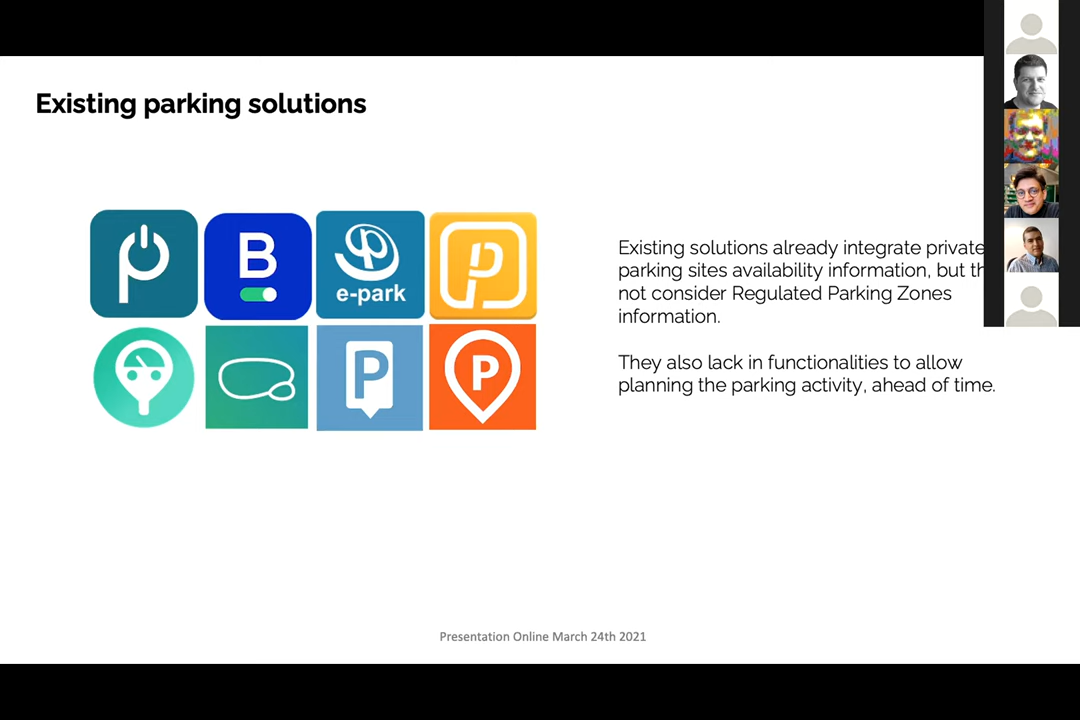 Existing parking solutions
B
e-park
P
P
Existing solutions already integrate private
parking sites availability information, but
not consider Regulated Parking Zones
information.
They also lack in functionalities to allow
planning the parking activity, ahead of time.
Presentation Online March 24th 2021